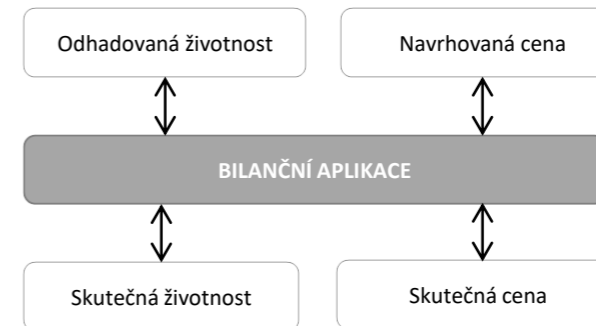 Odhadovaná životnost
Navrhovaná cena
BILANČNÍ APLIKACE
Skutečná životnost
Skutečná cena